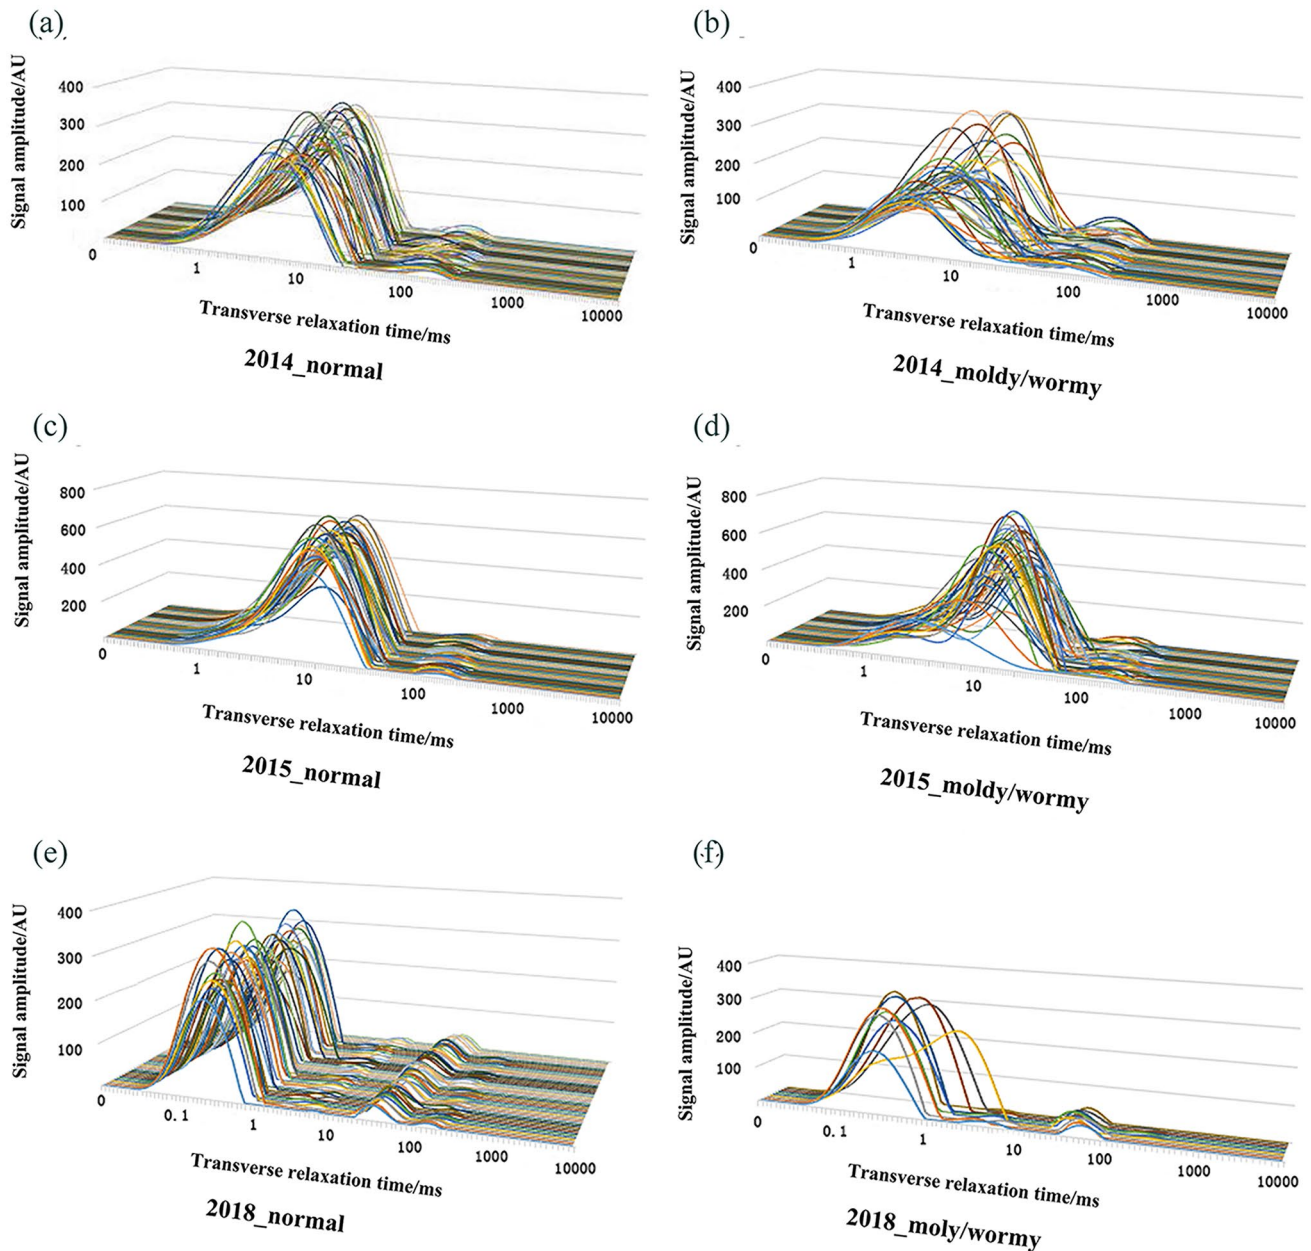 (a)
Signal amplitude/AU
400
300
200
100
0
1
10
100
1000
10000
Transverse relaxation time/ms
2014_normal
(b)
Signal amplitude/AU
400
300
200
100
0
1
10
100
1000
10000
Transverse relaxation time/ms
2014_moldy/wormy
(c)
Signal amplitude/AU
800
600
400
200
0
1
10
100
1000
10000
Transverse relaxation time/ms
2015_normal
(d)
Signal amplitude/AU
800
600
400
200
0
1
10
100
1000
10000
Transverse relaxation time/ms
2015_moldy/wormy
(e)
Signal amplitude/AU
400
300
200
100
0
0.1
1
10
100
1000
10000
Transverse relaxation time/ms
2018_normal
(f)
Signal amplitude/AU
400
300
200
100
0
0.1
1
10
100
1000
10000
Transverse relaxation time/ms
2018_moly/wormy